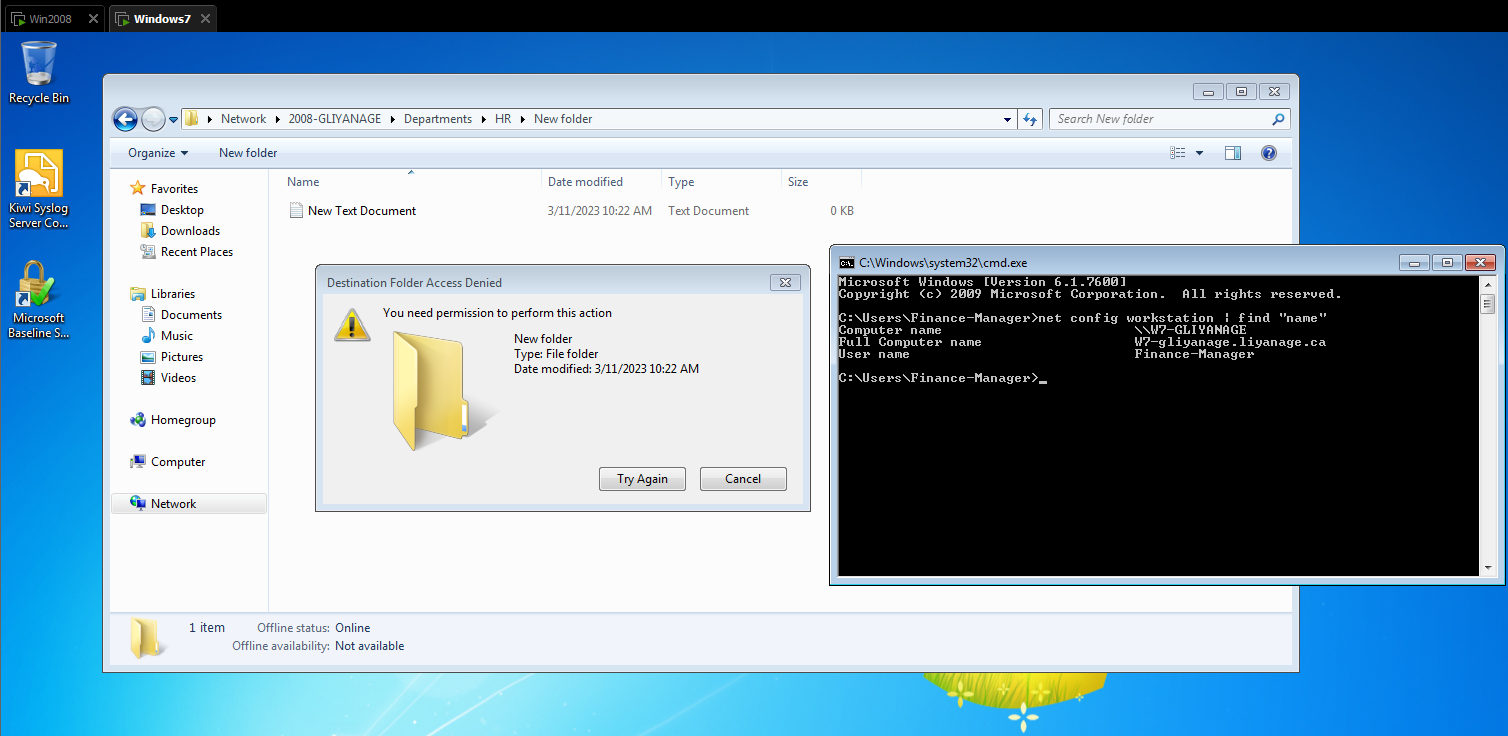 Win2008
Windows7
Recycle Bin
Kiwi Syslog
Server Co...
Microsoft
Baseline S...
Network 2008-GLIYANAGE Departments HR New folder
Search New folder
Organize New folder
Favorites
Desktop
Downloads
Recent Places
Libraries
Documents
Music
Pictures
Videos
Homegroup
Computer
Network
Name Date modified Type Size
New Text Document 3/11/2023 10:22 AM Text Document 0 KB
Destination Folder Access Denied
You need permission to perform this action
New folder
Type: File folder
Date modified: 3/11/2023 10:22 AM
Try Again Cancel
C:\Windows\system32\cmd.exe
Microsoft Windows [Version 6.1.7600]
Copyright (c) 2009 Microsoft Corporation. All rights reserved.
C:\Users\Finance-Manager>net config workstation | find "name"
Computer name \\W7-GLIYANAGE
Full Computer name W7-gliyanage.liyanage.ca
User name Finance-Manager
C:\Users\Finance-Manager>_
1 item Offline status: Online
Offline availability: Not available